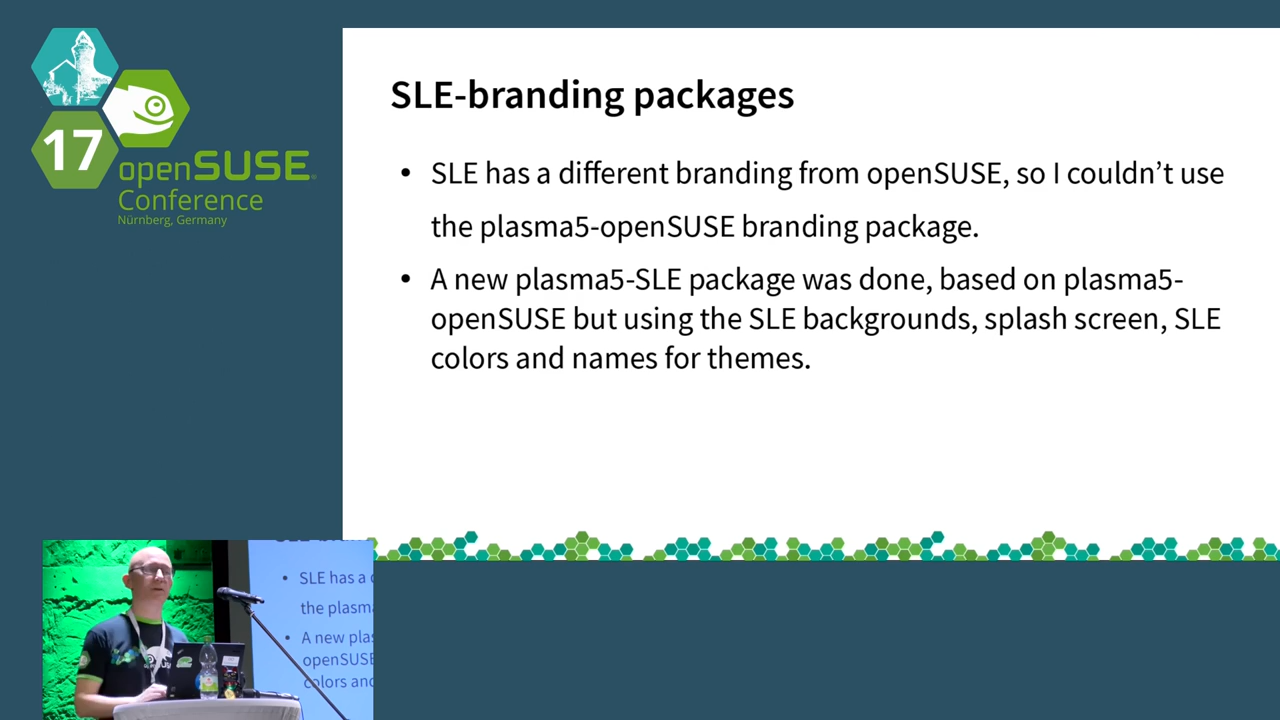 17
openSUSE
Conference
Nürnberg, Germany
SLE-branding packages
• SLE has a different branding from openSUSE, so I couldn’t use
the plasma5-openSUSE branding package.
• A new plasma5-SLE package was done, based on plasma5-
openSUSE but using the SLE backgrounds, splash screen, SLE
colors and names for themes.
• SLE has a
the plasma
• A new plas
openSUSE
colors and